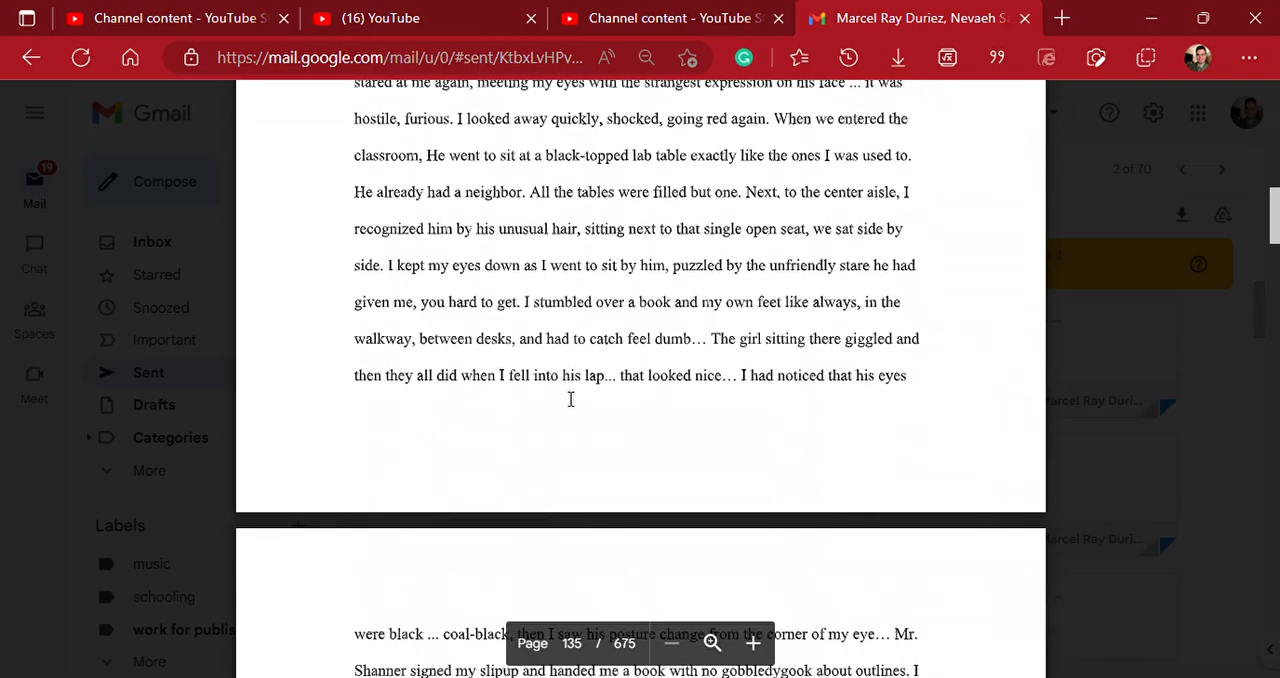 Channel content - YouTube S
(16) YouTube
Channel content - YouTube S
Marcel Ray Duriez, Nevaeh Sa
https://mail.google.com/mail/u/0/#sent/KtbxLvHPv...
Gmail
2 of 70
19
Mail
Chat
Spaces
Meet
Compose
Inbox
Starred
Snoozed
Important
Sent
Drafts
Categories
More
Labels
music
schooling
work for publis
More
stared at me again, meeting my eyes with the strangest expression on his face ... it was
hostile, furious. I looked away quickly, shocked, going red again. When we entered the
classroom, He went to sit at a black-topped lab table exactly like the ones I was used to.
He already had a neighbor. All the tables were filled but one. Next, to the center aisle, I
recognized him by his unusual hair, sitting next to that single open seat, we sat side by
side. I kept my eyes down as I went to sit by him, puzzled by the unfriendly stare he had
given me, you hard to get. I stumbled over a book and my own feet like always, in the
walkway, between desks, and had to catch feel dumb… The girl sitting there giggled and
then they all did when I fell into his lap... that looked nice… I had noticed that his eyes
were black ... coal-black, then I saw his posture change from the corner of my eye… Mr.
Shanner signed my slipup and handed me a book with no gobbledygook about outlines. I
Page 135 / 675
Marcel Ray Duri...
Marcel Ray Duri...